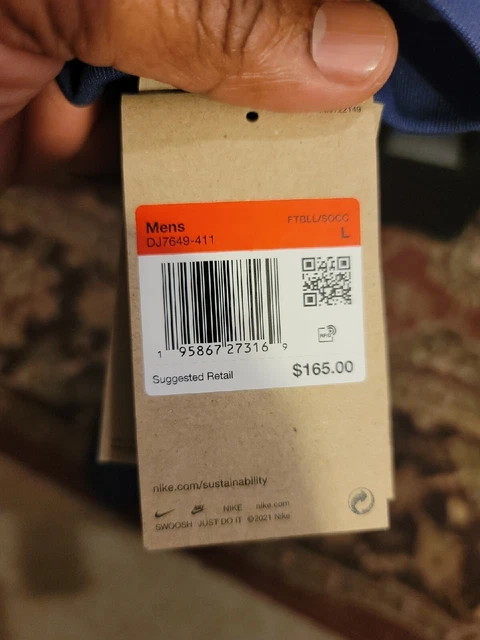 Mens
FTBLL/SOCC
DJ7649-411
L
1 95867 27316 9
Suggested Retail
$165.00
nike.com/sustainability
NIKE nike.com
SWOOSH JUST DO IT ©2021 Nike